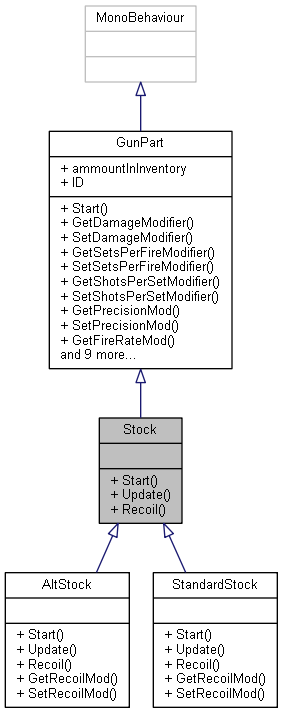 MonoBehaviour
GunPart
+ ammountInInventory
+ ID
+ Start()
+ GetDamageModifier()
+ SetDamageModifier()
+ GetSetsPerFireModifier()
+ SetSetsPerFireModifier()
+ GetShotsPerSetModifier()
+ SetShotsPerSetModifier()
+ GetPrecisionMod()
+ SetPrecisionMod()
+ GetFireRateMod()
and 9 more...
Stock
+ Start()
+ Update()
+ Recoil()
AltStock
+ Start()
+ Update()
+ Recoil()
+ GetRecoilMod()
+ SetRecoilMod()
StandardStock
+ Start()
+ Update()
+ Recoil()
+ GetRecoilMod()
+ SetRecoilMod()